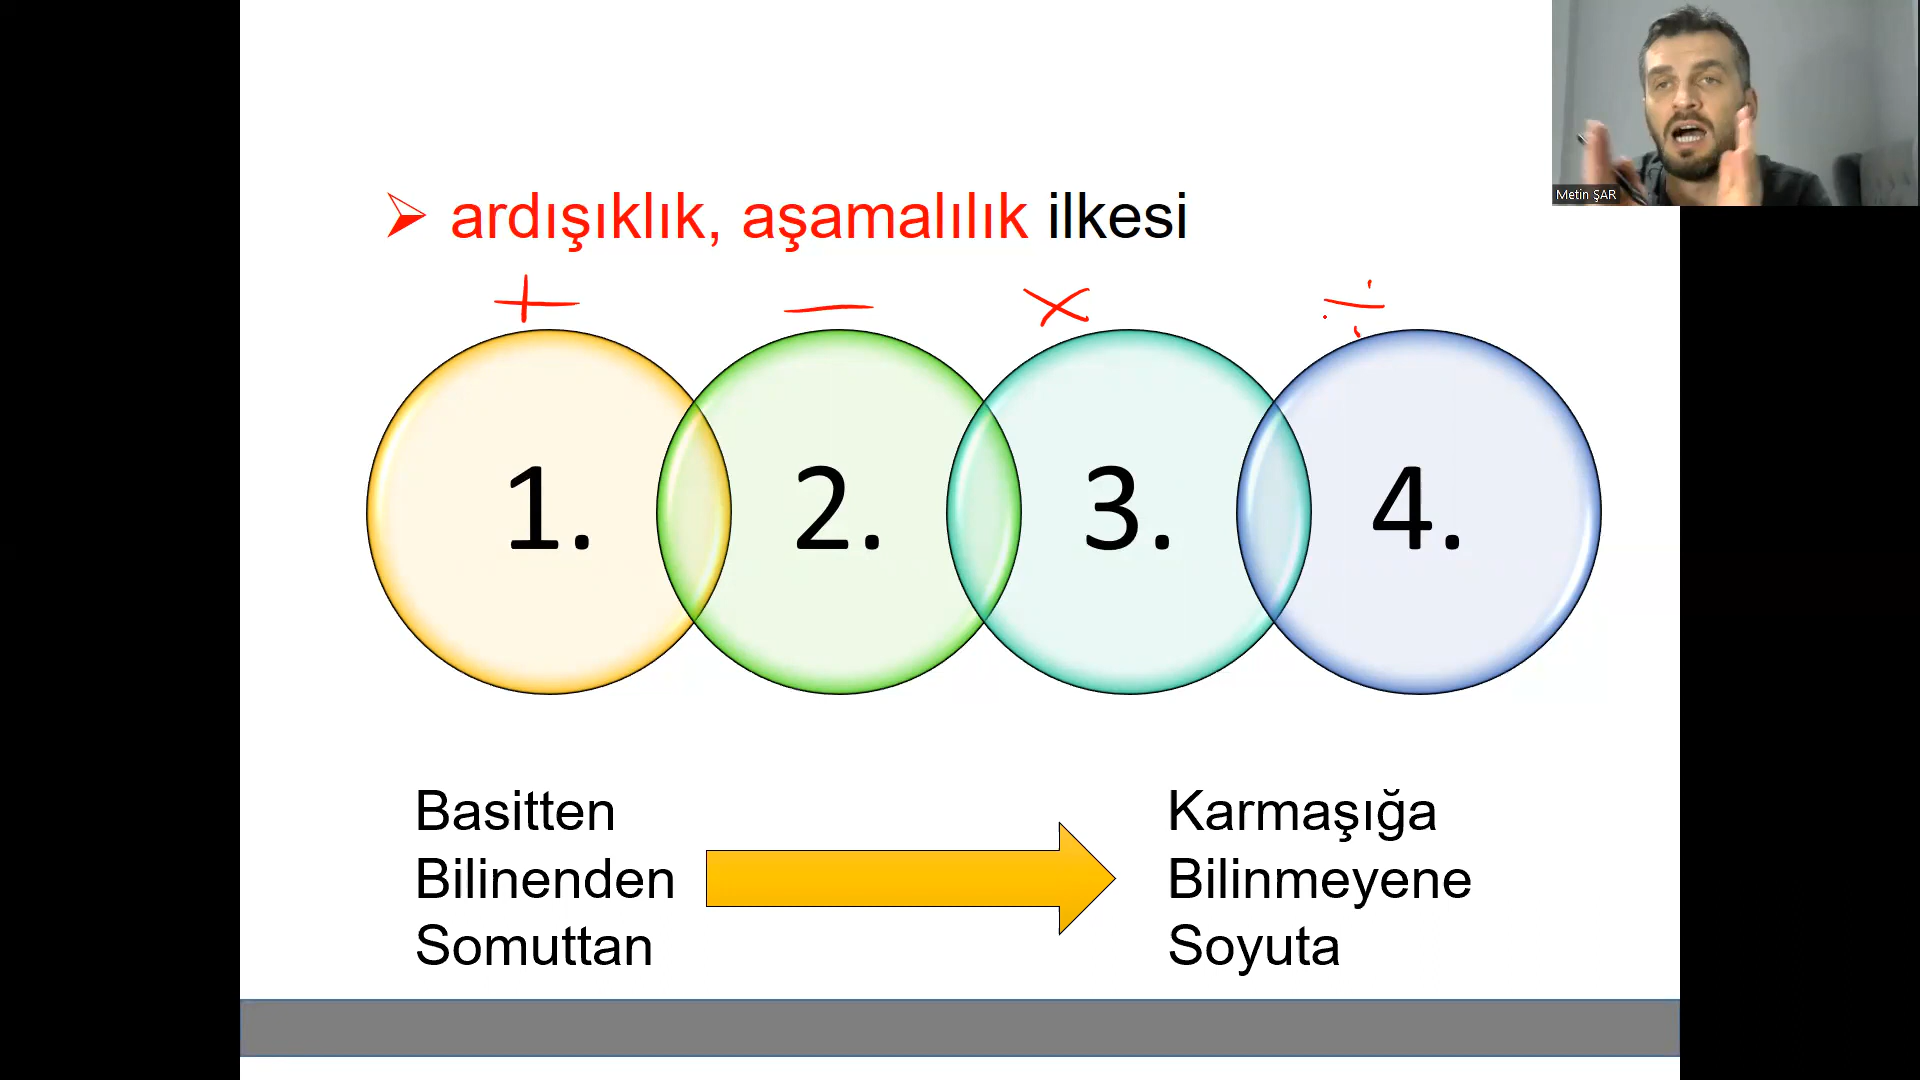 Metin ŞAR
ardışıklık, aşamalılık ilkesi
+ − × ÷
1. 2. 3. 4.
Basitten Karmaşığa
Bilinenden Bilinmeyene
Somuttan Soyuta